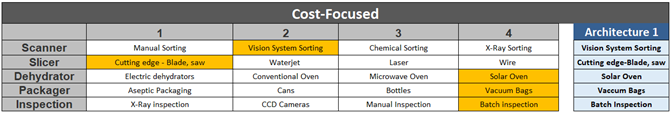 Cost-Focused
1 2 3 4 Architecture 1
Scanner Manual Sorting Vision System Sorting Chemical Sorting X-Ray Sorting Vision System Sorting
Slicer Cutting edge - Blade, saw Waterjet Laser Wire Cutting edge-Blade, saw
Dehydrator Electric dehydrators Conventional Oven Microwave Oven Solar Oven Solar Oven
Packager Aseptic Packaging Cans Bottles Vacuum Bags Vaccum Bags
Inspection X-Ray inspection CCD Cameras Manual Inspection Batch inspection Batch Inspection